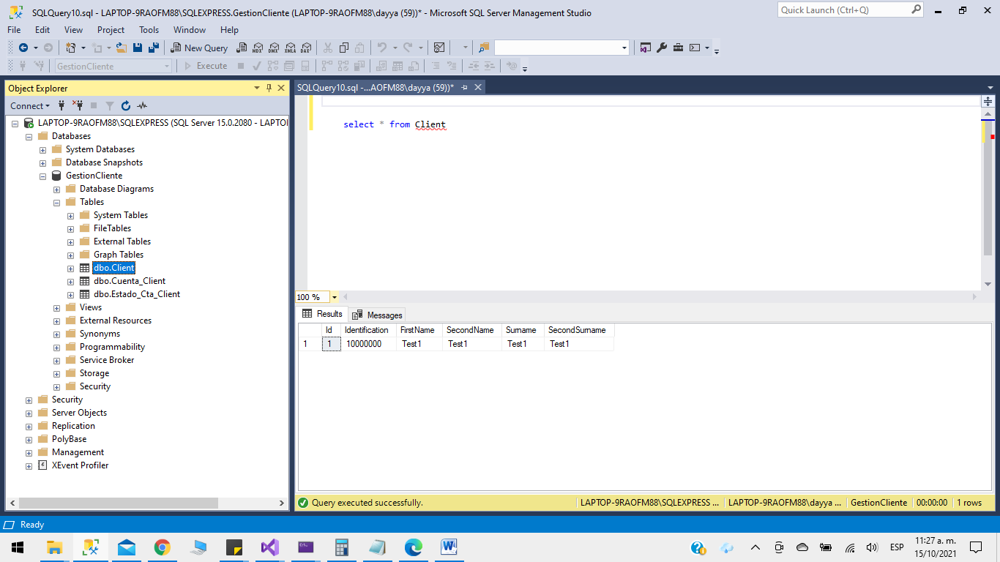 SQLQuery10.sql - LAPTOP-9RAOFM88\SQLEXPRESS.GestionCliente (LAPTOP-9RAOFM88\dayya (59))* - Microsoft SQL Server Management Studio
Quick Launch (Ctrl+Q)
File Edit View Project Tools Window Help
New Query MDX DMX XMLA DAX
GestionCliente Execute
Object Explorer
Connect
LAPTOP-9RAOFM88\SQLEXPRESS (SQL Server 15.0.2080 - LAPTO
Databases
System Databases
Database Snapshots
GestionCliente
Database Diagrams
Tables
System Tables
FileTables
External Tables
Graph Tables
dbo.Client
dbo.Cuenta_Client
dbo.Estado_Cta_Client
Views
External Resources
Synonyms
Programmability
Service Broker
Storage
Security
Security
Server Objects
Replication
PolyBase
Management
XEvent Profiler
SQLQuery10.sql -...AOFM88\dayya (59))*
select * from Client
100 %
Results Messages
Id Identification FirstName SecondName Surname SecondSurname
1 1 10000000 Test1 Test1 Test1 Test1
Query executed successfully. LAPTOP-9RAOFM88\SQLEXPRESS ... LAPTOP-9RAOFM88\dayya ... GestionCliente 00:00:00 1 rows
Ready
ESP
11:27 a. m.
15/10/2021